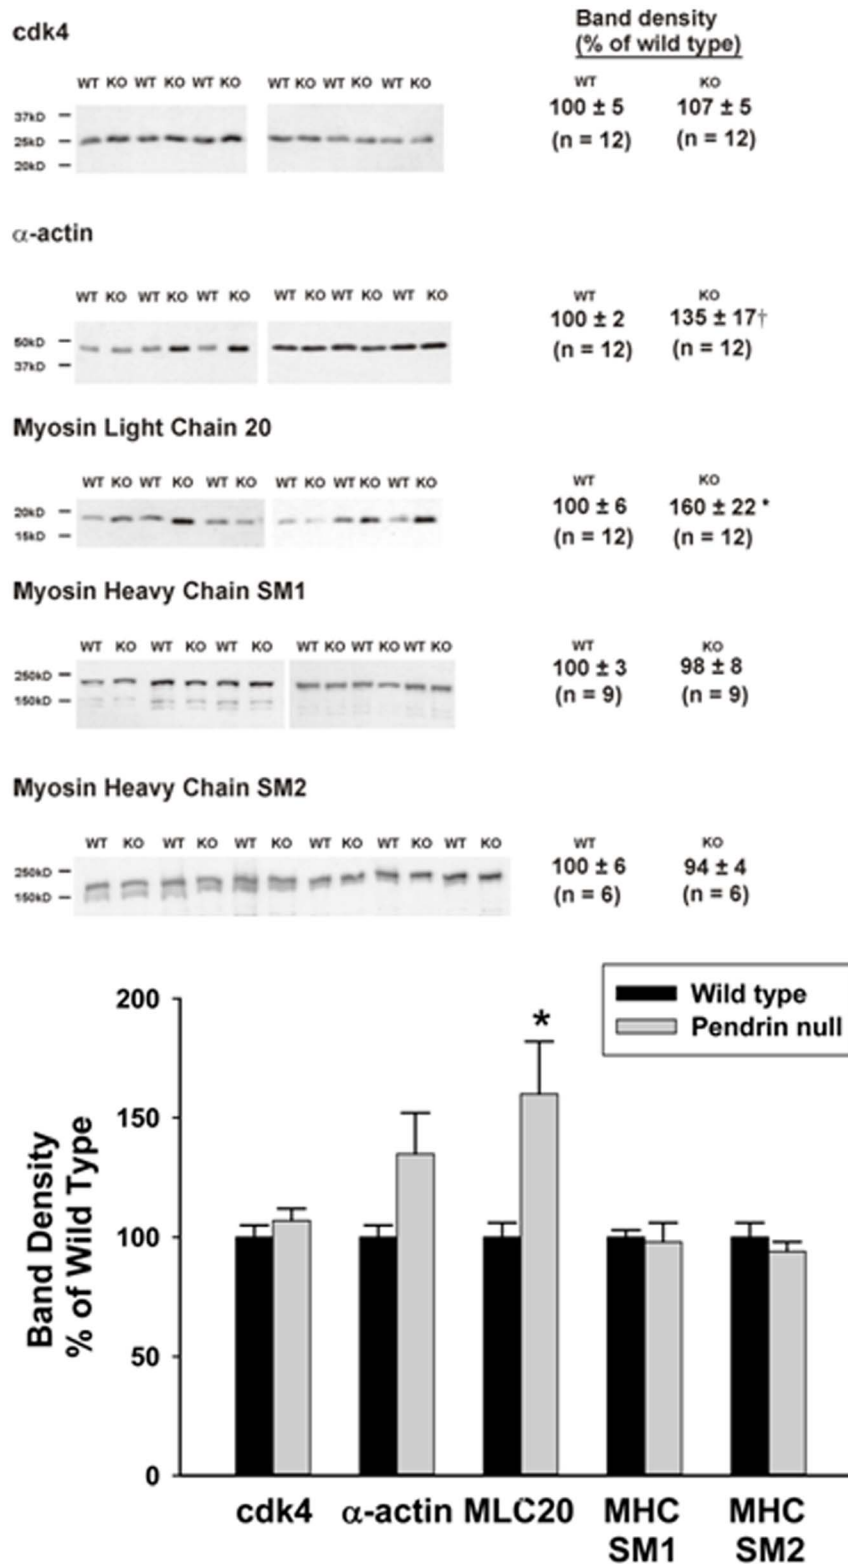 cdk4
Band density
(% of wild type)
WT KO WT KO WT KO WT KO WT KO WT KO
WT KO
37kD
25kD
20kD
100 ± 5 107 ± 5
(n = 12) (n = 12)
α-actin
WT KO WT KO WT KO WT KO WT KO WT KO
WT KO
50kD
37kD
100 ± 2 135 ± 17†
(n = 12) (n = 12)
Myosin Light Chain 20
WT KO WT KO WT KO WT KO WT KO WT KO
WT KO
20kD
15kD
100 ± 6 160 ± 22 *
(n = 12) (n = 12)
Myosin Heavy Chain SM1
WT KO WT KO WT KO WT KO WT KO WT KO
WT KO
250kD
150kD
100 ± 3 98 ± 8
(n = 9) (n = 9)
Myosin Heavy Chain SM2
WT KO WT KO WT KO WT KO WT KO WT KO
WT KO
250kD
150kD
100 ± 6 94 ± 4
(n = 6) (n = 6)
Wild type
Pendrin null
Band Density
% of Wild Type
200
150
100
50
0
*
cdk4 α-actin MLC20 MHC SM1 MHC SM2